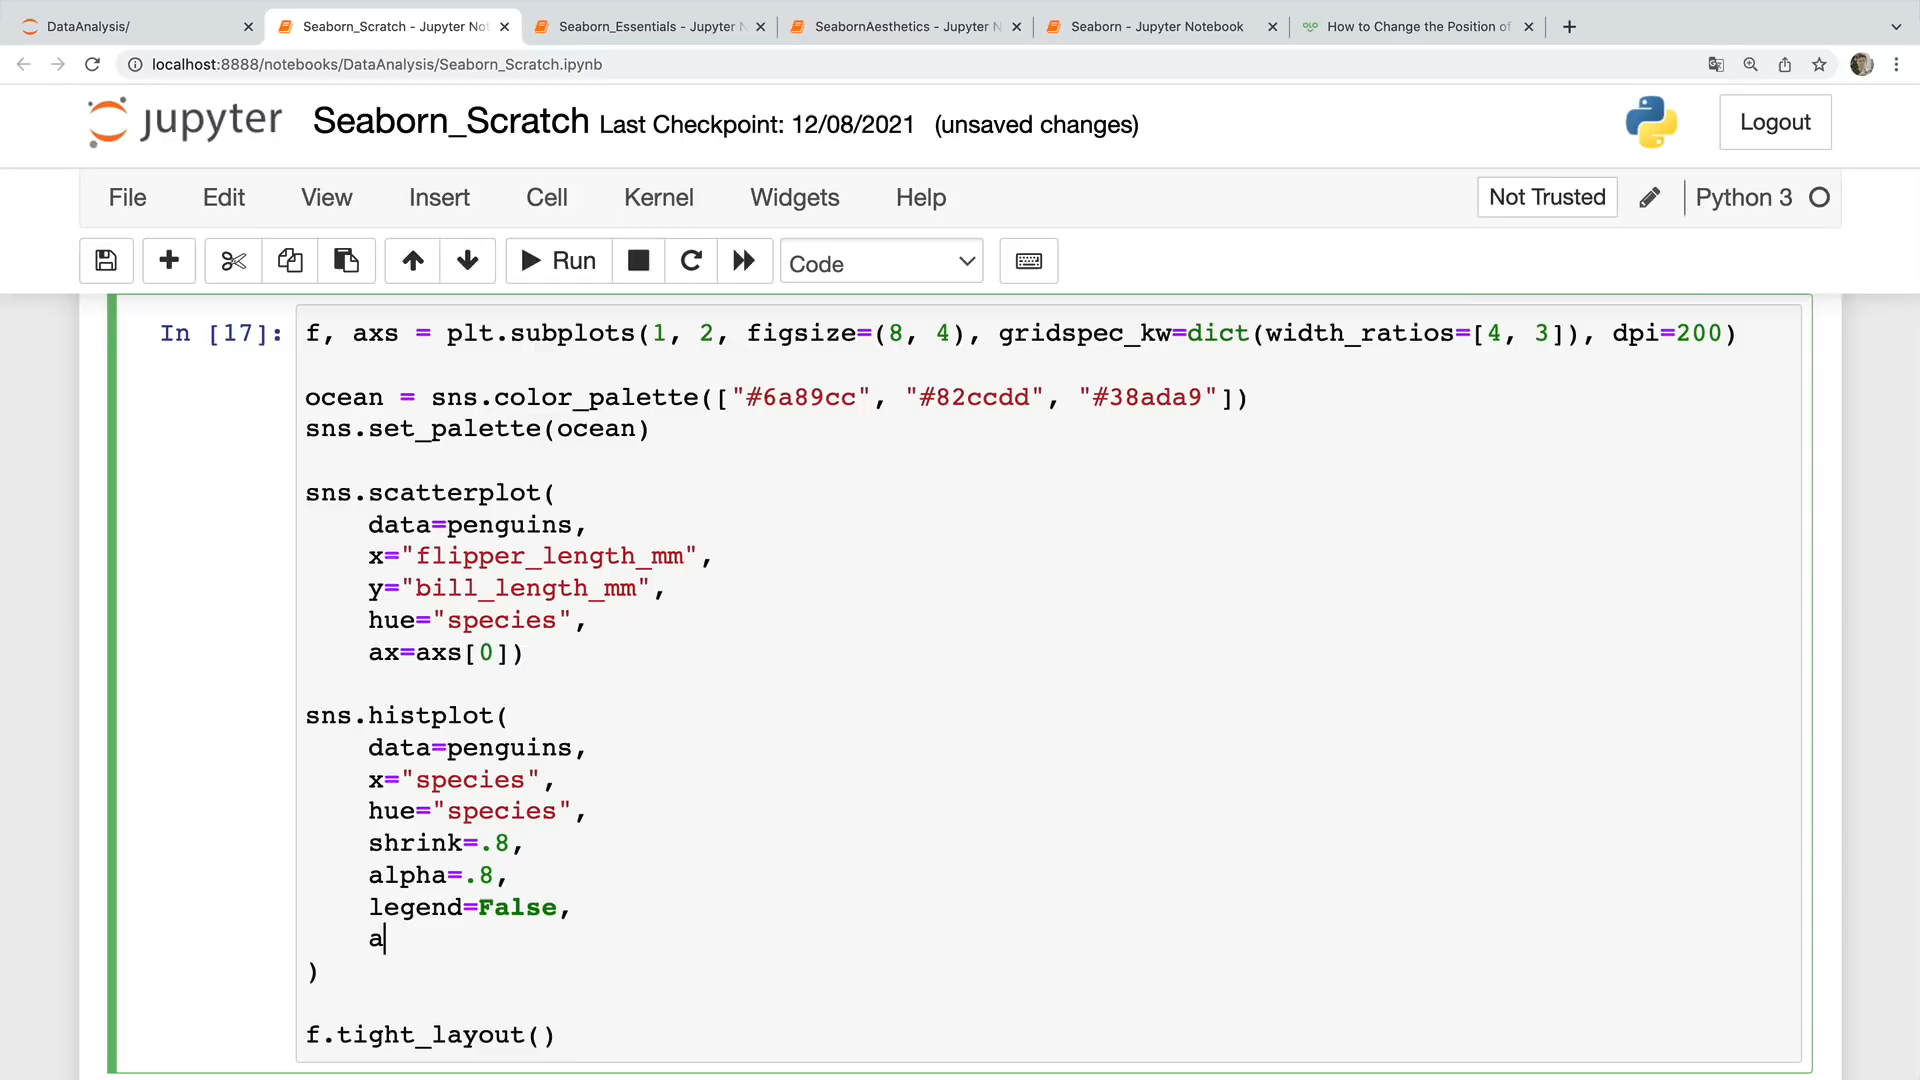 DataAnalysis/
Seaborn_Scratch - Jupyter Not
Seaborn_Essentials - Jupyter N
SeabornAesthetics - Jupyter N
Seaborn - Jupyter Notebook
How to Change the Position of
localhost:8888/notebooks/DataAnalysis/Seaborn_Scratch.ipynb
jupyter Seaborn_Scratch Last Checkpoint: 12/08/2021 (unsaved changes)
Logout
File Edit View Insert Cell Kernel Widgets Help
Not Trusted
Python 3
Run
Code
In [17]:
f, axs = plt.subplots(1, 2, figsize=(8, 4), gridspec_kw=dict(width_ratios=[4, 3]), dpi=200)
ocean = sns.color_palette(["#6a89cc", "#82ccdd", "#38ada9"])
sns.set_palette(ocean)
sns.scatterplot(
data=penguins,
x="flipper_length_mm",
y="bill_length_mm",
hue="species",
ax=axs[0])
sns.histplot(
data=penguins,
x="species",
hue="species",
shrink=.8,
alpha=.8,
legend=False,
a
)
f.tight_layout()